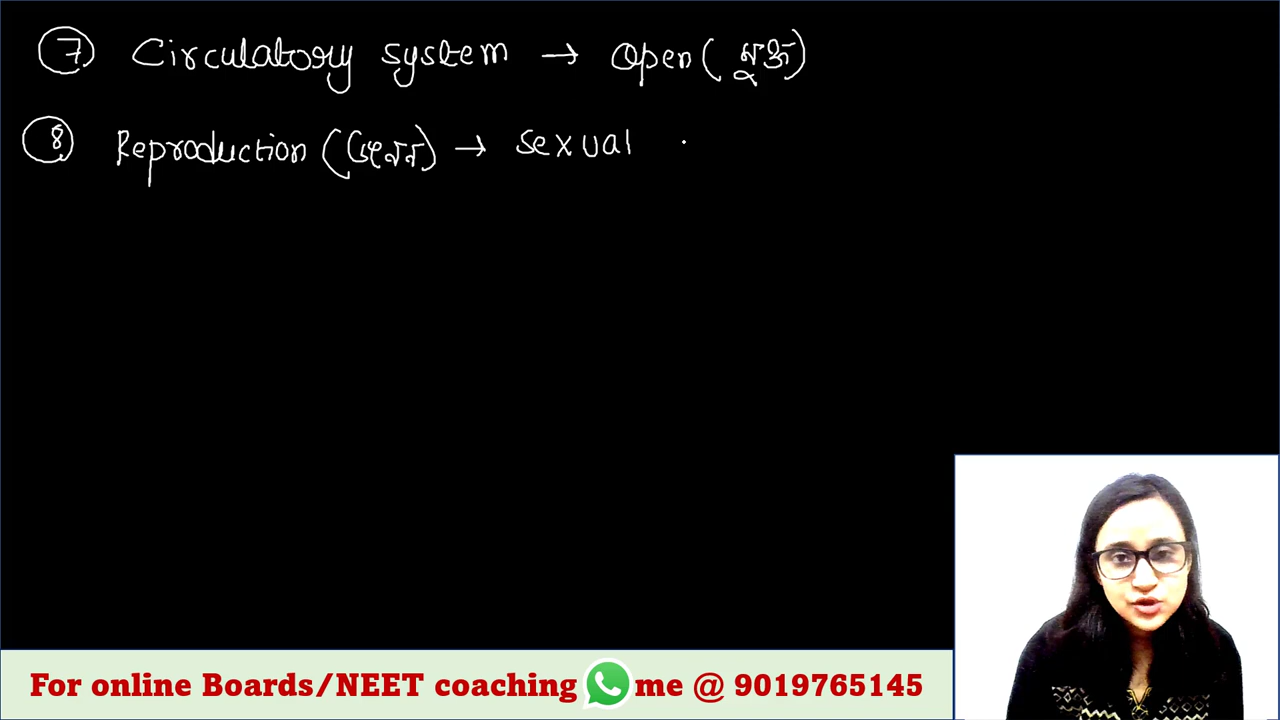 7 Circulatory system → Open (
8 Reproduction ( ) → sexual
For online Boards/NEET coaching me @ 9019765145